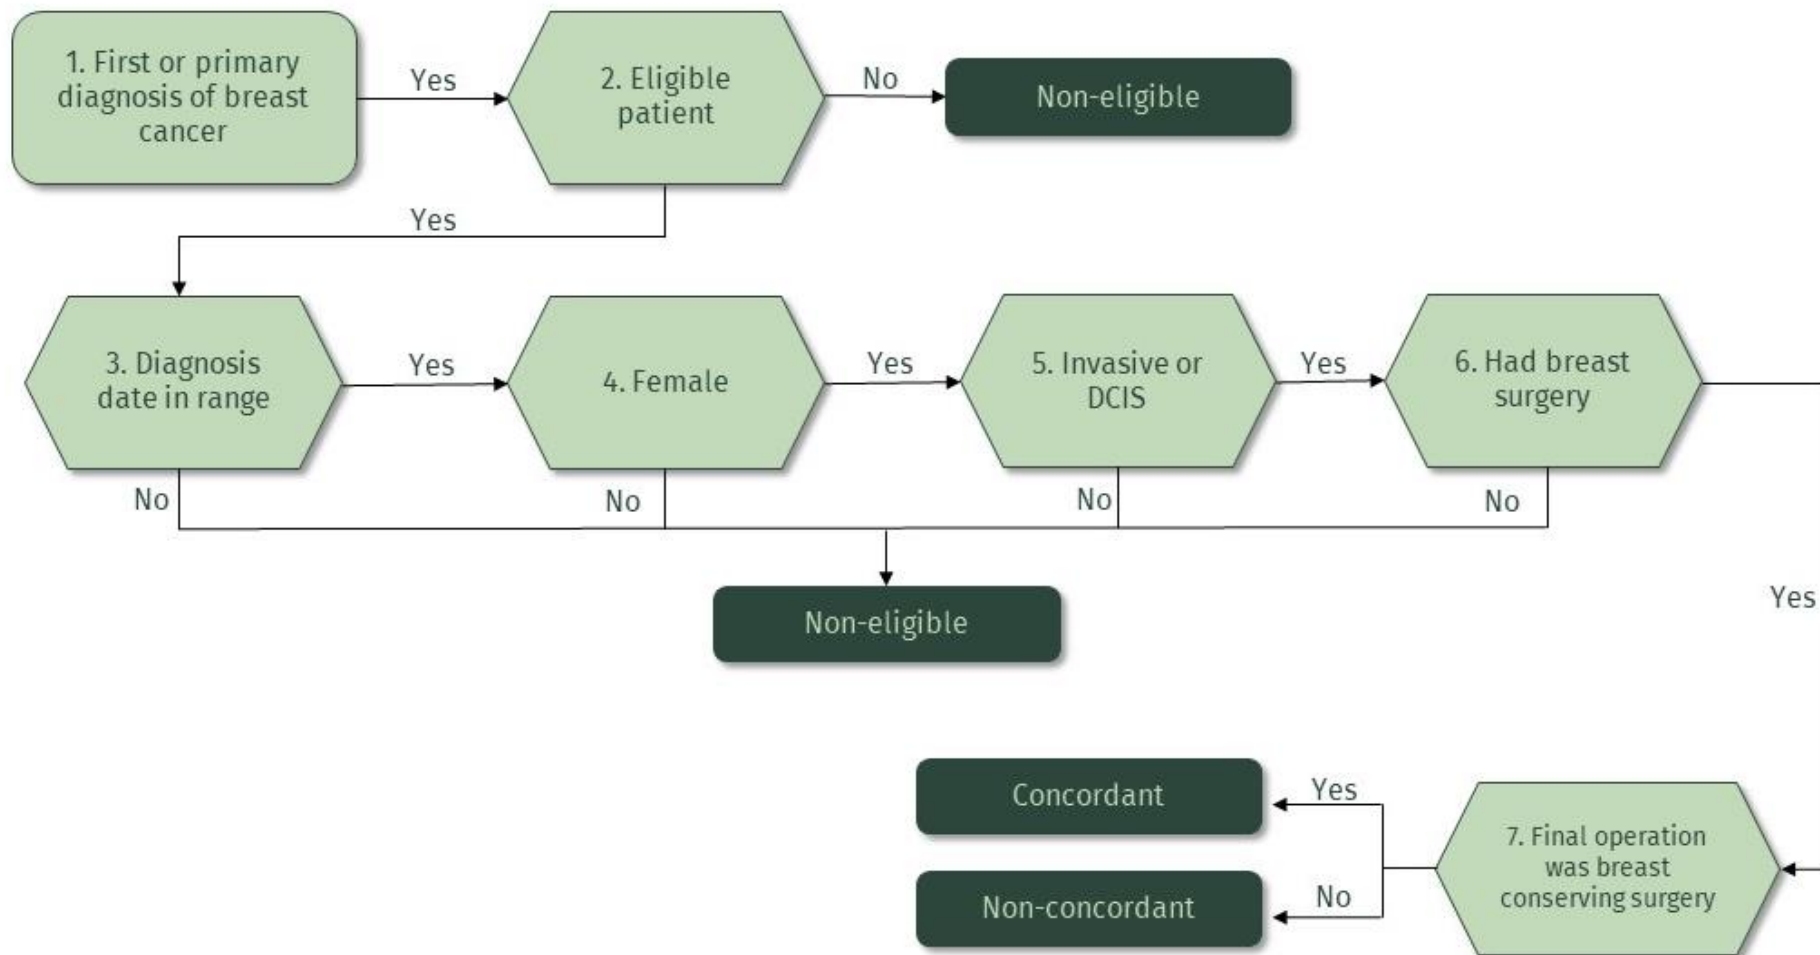 1. First or primary
diagnosis of breast
cancer
Yes
2. Eligible
patient
No
Non-eligible
Yes
3. Diagnosis
date in range
Yes
4. Female
Yes
5. Invasive or
DCIS
Yes
6. Had breast
surgery
No
No
No
No
Non-eligible
Yes
Concordant
Yes
7. Final operation
was breast
conserving surgery
Non-concordant
No